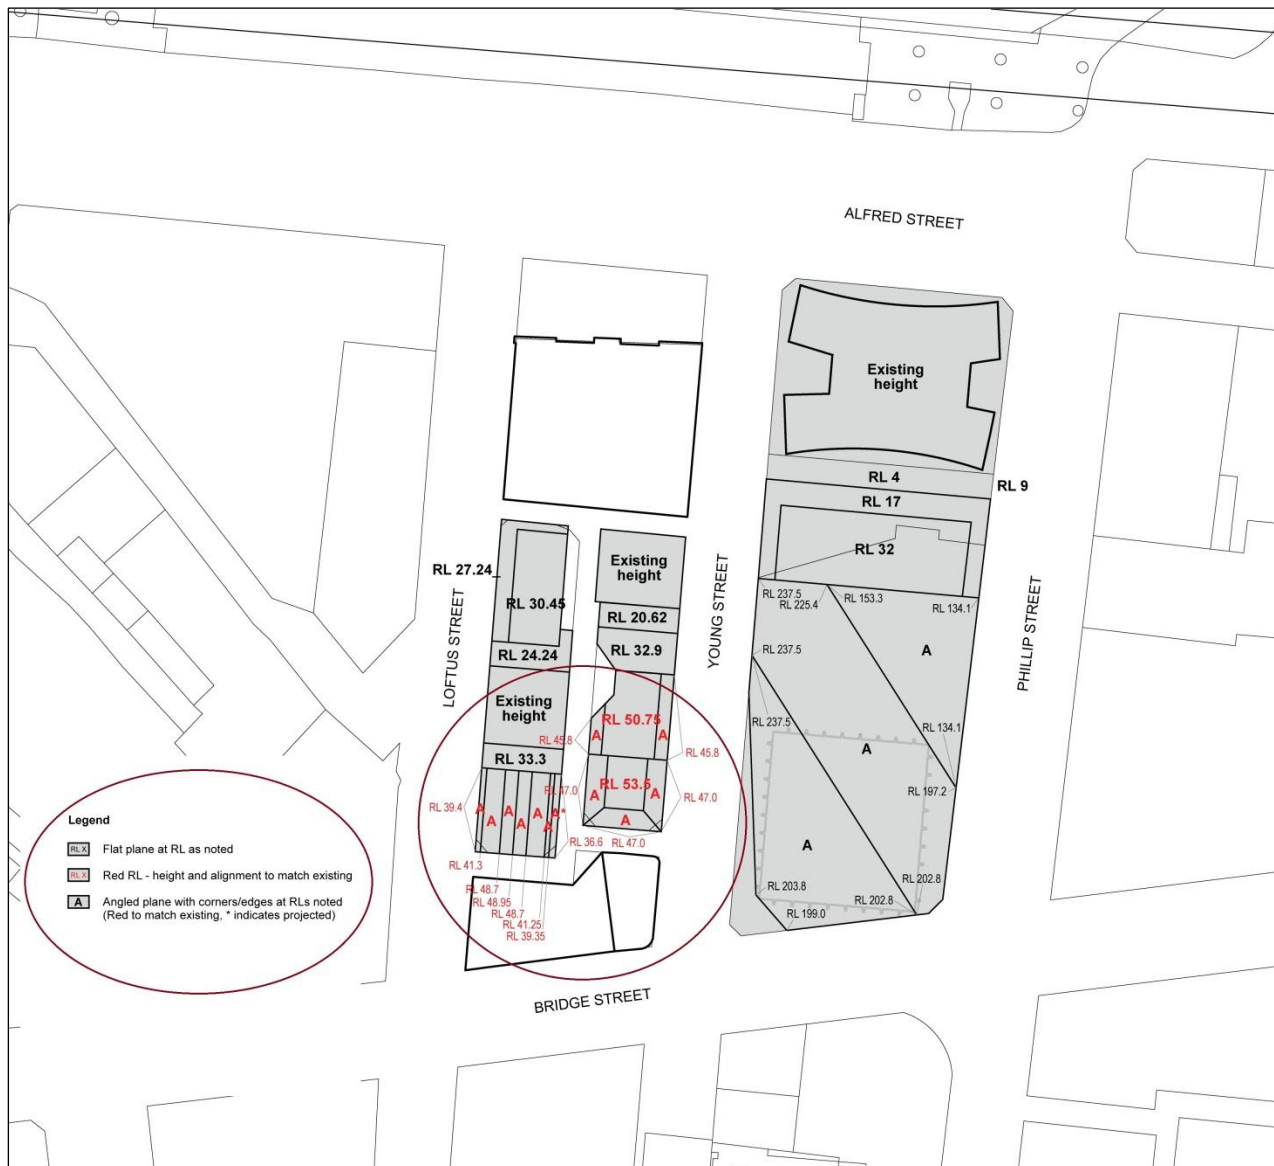 ALFRED STREET
Existing
height
RL 4
RL 9
RL 17
RL 32
RL 27.24
RL 30.45
Existing
height
RL 20.62
RL 24.24
RL 32.9
LOFTUS STREET
YOUNG STREET
PHILLIP STREET
RL 237.5
RL 225.4
RL 153.3
RL 134.1
RL 237.5
A
RL 237.5
RL 134.1
A
RL 197.2
A
RL 203.8
RL 202.8
RL 202.8
RL 199.0
Existing
height
RL 33.3
RL 50.75
A
A
RL 45.8
RL 45.8
RL 53.5
RL 47.0
RL 47.0
A
A
A
RL 47.0
RL 39.4
A
A
A
A
A
A
A*
RL 36.6
RL 41.3
RL 48.7
RL 48.95
RL 48.7
RL 41.25
RL 39.35
BRIDGE STREET
Legend
RL X Flat plane at RL as noted
RL X Red RL - height and alignment to match existing
A Angled plane with corners/edges at RLs noted
(Red to match existing, * indicates projected)